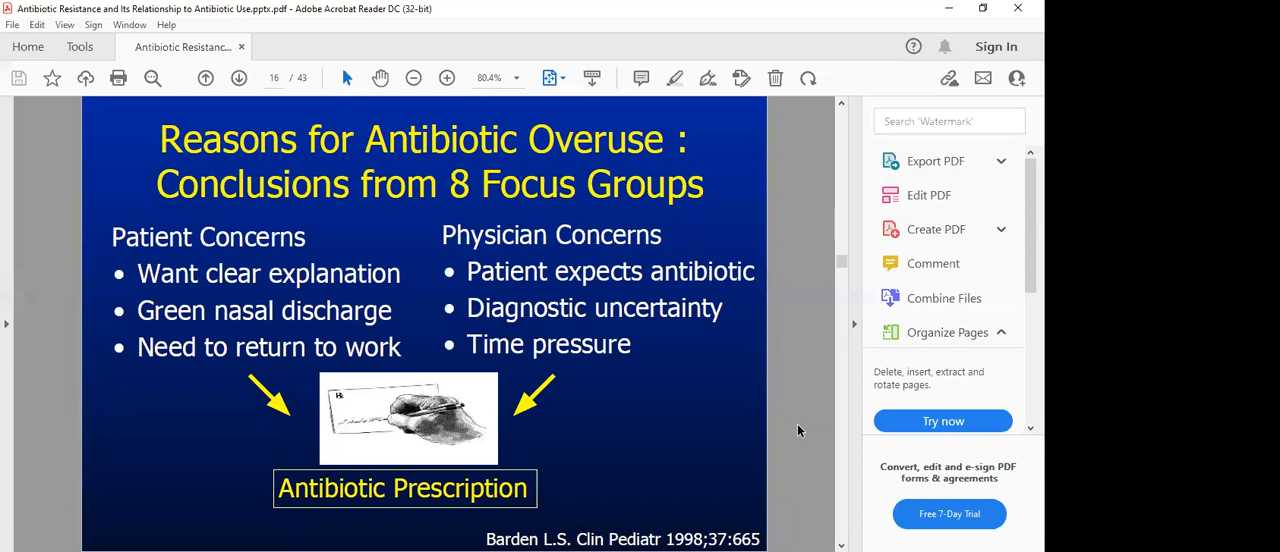 Antibiotic Resistance and Its Relationship to Antibiotic Use.pptx.pdf - Adobe Acrobat Reader DC (32-bit)
File Edit View Sign Window Help
Home Tools Antibiotic Resistanc... × Sign In
16 / 43 80.4%
Reasons for Antibiotic Overuse :
Conclusions from 8 Focus Groups
Patient Concerns
• Want clear explanation
• Green nasal discharge
• Need to return to work
Physician Concerns
• Patient expects antibiotic
• Diagnostic uncertainty
• Time pressure
Antibiotic Prescription
Barden L.S. Clin Pediatr 1998;37:665
Search 'Watermark'
Export PDF
Edit PDF
Create PDF
Comment
Combine Files
Organize Pages
Delete, insert, extract and
rotate pages.
Try now
Convert, edit and e-sign PDF
forms & agreements
Free 7-Day Trial